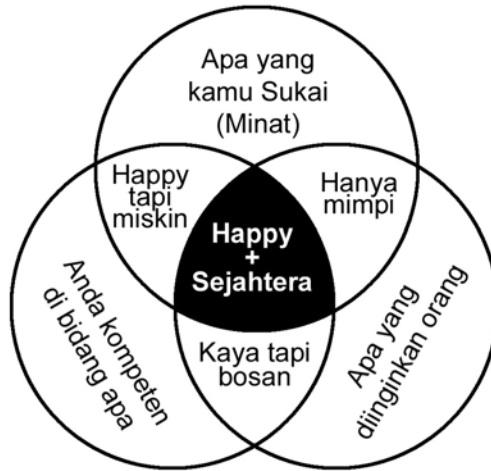 Apa yang
kamu Sukai
(Minat)
Happy
tapi
miskin
Hanya
mimpi
Happy
+
Sejahtera
Anda kompeten
di bidang apa
Kaya tapi
bosan
Apa yang
diinginkan orang